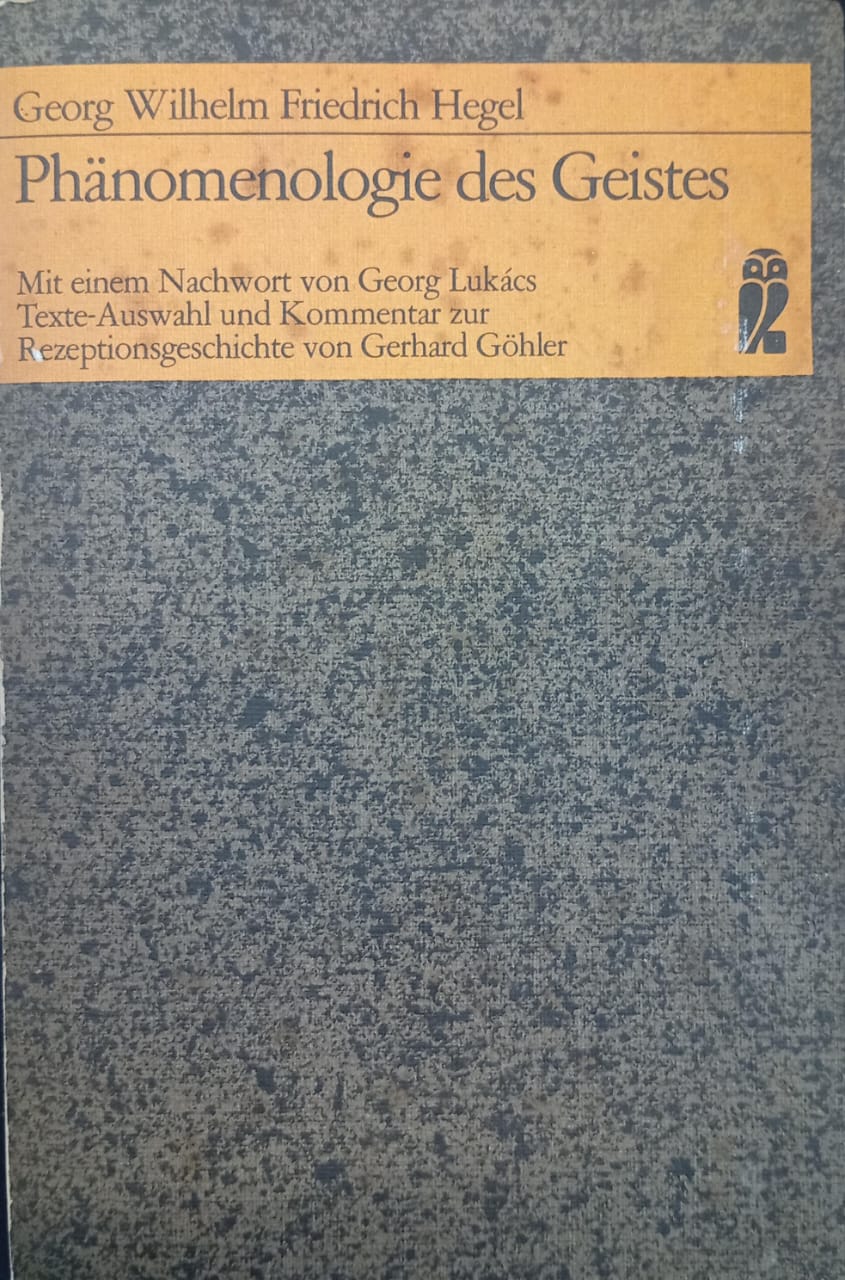 Georg Wilhelm Friedrich Hegel
Phänomenologie des Geistes
Mit einem Nachwort von Georg Lukács
Texte-Auswahl und Kommentar zur
Rezeptionsgeschichte von Gerhard Göhler